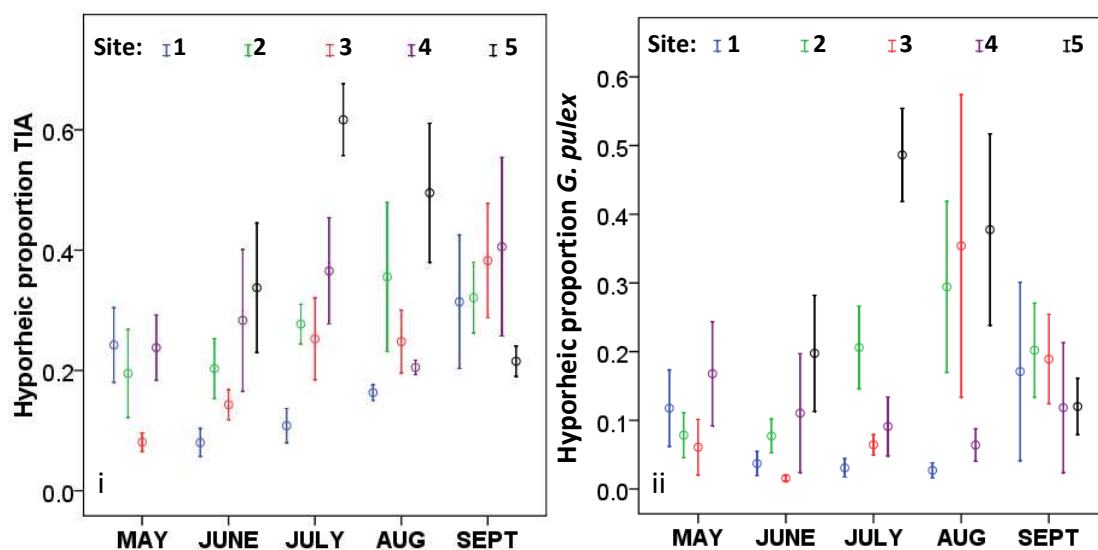 Site: 1 2 3 4 5
Hyporheic proportion TIA
0.6
0.4
0.2
0.0
i
MAY JUNE JULY AUG SEPT
Site: 1 2 3 4 5
Hyporheic proportion G. pulex
0.6
0.5
0.4
0.3
0.2
0.1
0.0
ii
MAY JUNE JULY AUG SEPT